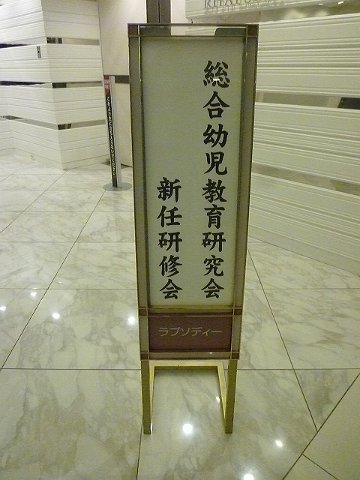 総合幼児教育研究会
新任研修会
ラプソディー